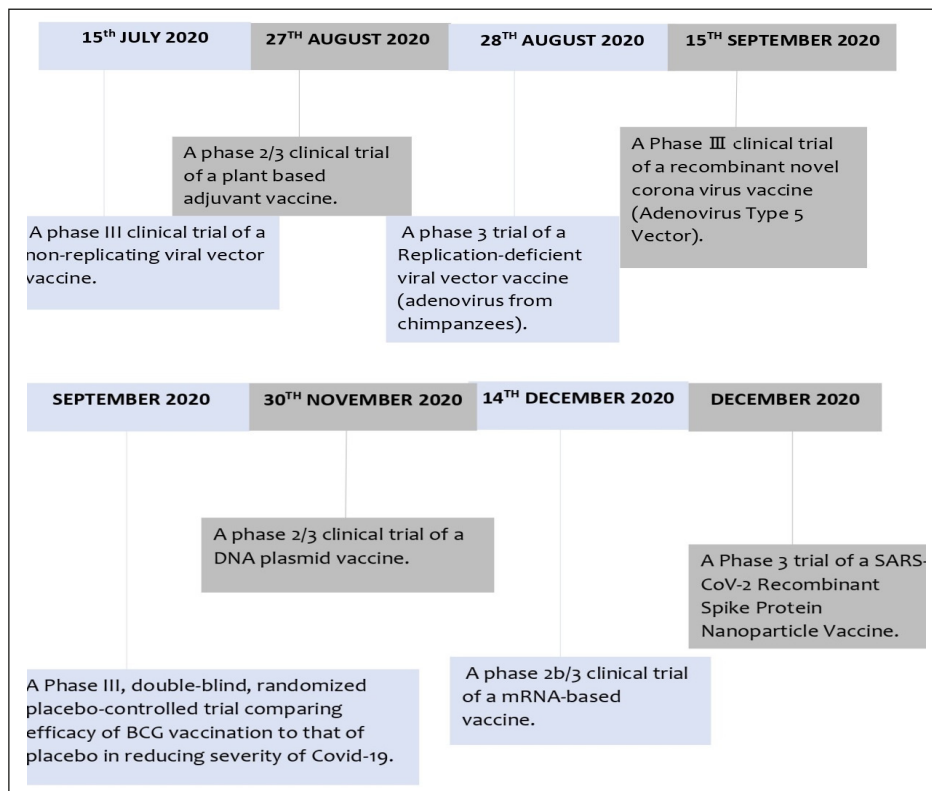 15th JULY 2020
27TH AUGUST 2020
28TH AUGUST 2020
15TH SEPTEMBER 2020
A phase III clinical trial of a
non-replicating viral vector
vaccine.
A phase 2/3 clinical trial
of a plant based
adjuvant vaccine.
A phase 3 trial of a
Replication-deficient
viral vector vaccine
(adenovirus from
chimpanzees).
A Phase Ⅲ clinical trial
of a recombinant novel
corona virus vaccine
(Adenovirus Type 5
Vector).
SEPTEMBER 2020
30TH NOVEMBER 2020
14TH DECEMBER 2020
DECEMBER 2020
A Phase III, double-blind, randomized
placebo-controlled trial comparing
efficacy of BCG vaccination to that of
placebo in reducing severity of Covid-19.
A phase 2/3 clinical trial of a
DNA plasmid vaccine.
A phase 2b/3 clinical trial
of a mRNA-based
vaccine.
A Phase 3 trial of a SARS-
CoV-2 Recombinant
Spike Protein
Nanoparticle Vaccine.